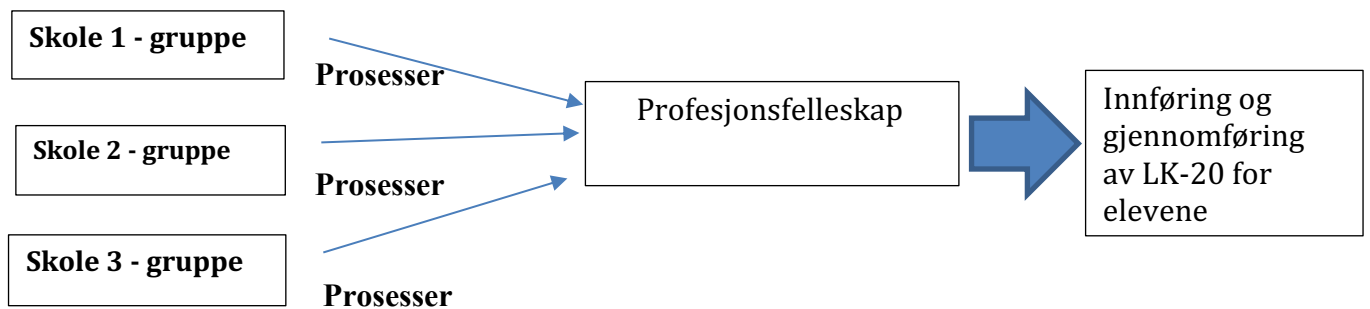 Skole 1 - gruppe
Prosesser
Skole 2 - gruppe
Prosesser
Skole 3 - gruppe
Prosesser
Profesjonsfelleskap
Innføring og
gjennomføring
av LK-20 for
elevene